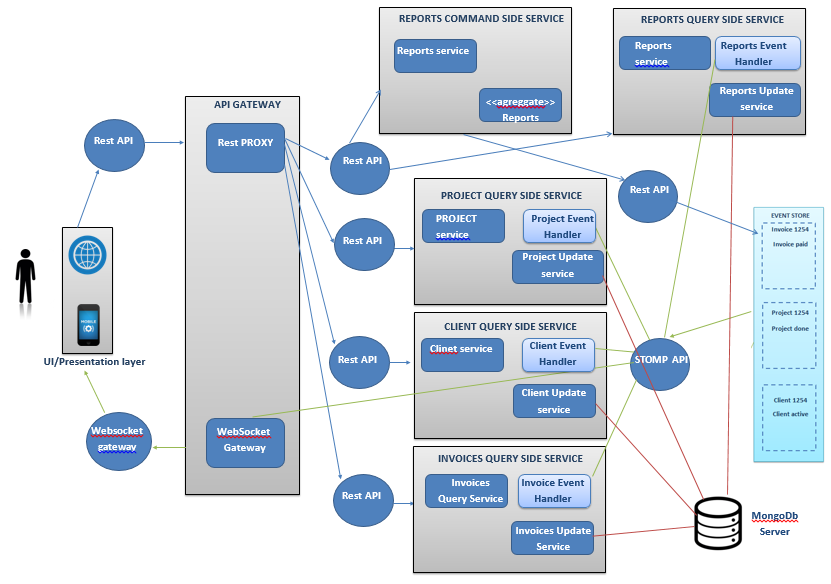 REPORTS COMMAND SIDE SERVICE
Reports service
<<agreggate>>
Reports
REPORTS QUERY SIDE SERVICE
Reports
service
Reports Event
Handler
Reports Update
service
API GATEWAY
Rest PROXY
WebSocket
Gateway
Rest API
Rest API
Rest API
Rest API
Rest API
Rest API
PROJECT QUERY SIDE SERVICE
PROJECT
service
Project Event
Handler
Project Update
service
CLIENT QUERY SIDE SERVICE
Clinet service
Client Event
Handler
Client Update
service
INVOICES QUERY SIDE SERVICE
Invoices
Query Service
Invoice Event
Handler
Invoices Update
Service
STOMP API
EVENT STORE
Invoice 1254
Invoice paid
Project 1254
Project done
Client 1254
Client active
MOBILE
UI/Presentation layer
Websocket
gateway
MongoDb
Server